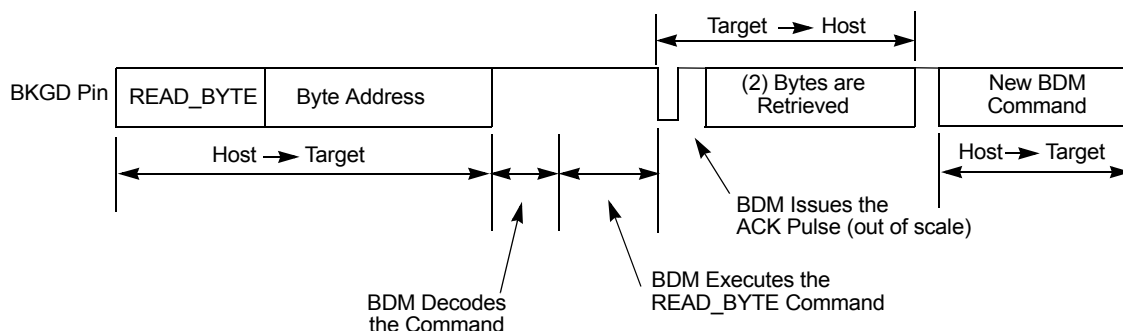 Target → Host
BKGD Pin
READ_BYTE
Byte Address
(2) Bytes are
Retrieved
New BDM
Command
Host → Target
Host → Target
BDM Issues the
ACK Pulse (out of scale)
BDM Executes the
READ_BYTE Command
BDM Decodes
the Command